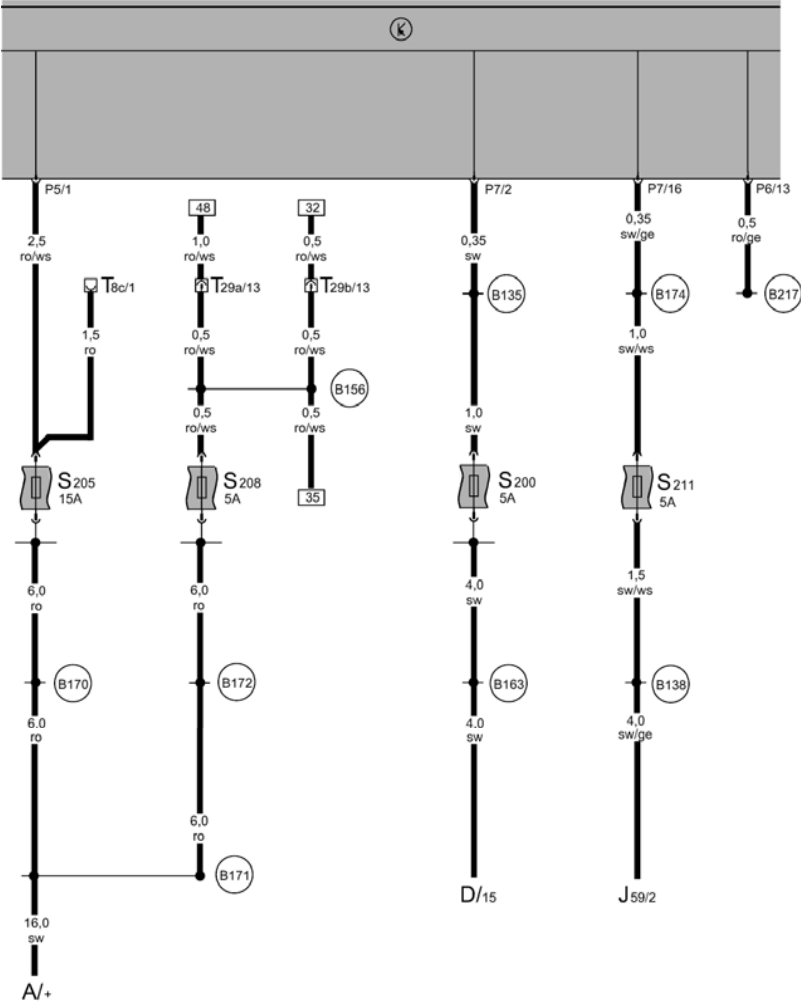 P5/1
P7/2
P7/16
P6/13
48
32
2,5
ro/ws
1,0
ro/ws
0,5
ro/ws
0,35
sw
0,35
sw/ge
0,5
ro/ge
T8c/1
T29a/13
T29b/13
B135
B174
B217
1,5
ro
0,5
ro/ws
0,5
ro/ws
1,0
sw/ws
B156
0,5
ro/ws
0,5
ro/ws
1,0
sw
S205
15A
S208
5A
35
S200
5A
S211
5A
6,0
ro
6,0
ro
4,0
sw
1,5
sw/ws
B170
B172
B163
B138
6.0
ro
4.0
sw
4,0
sw/ge
6,0
ro
B171
D/15
J59/2
16,0
sw
A/+